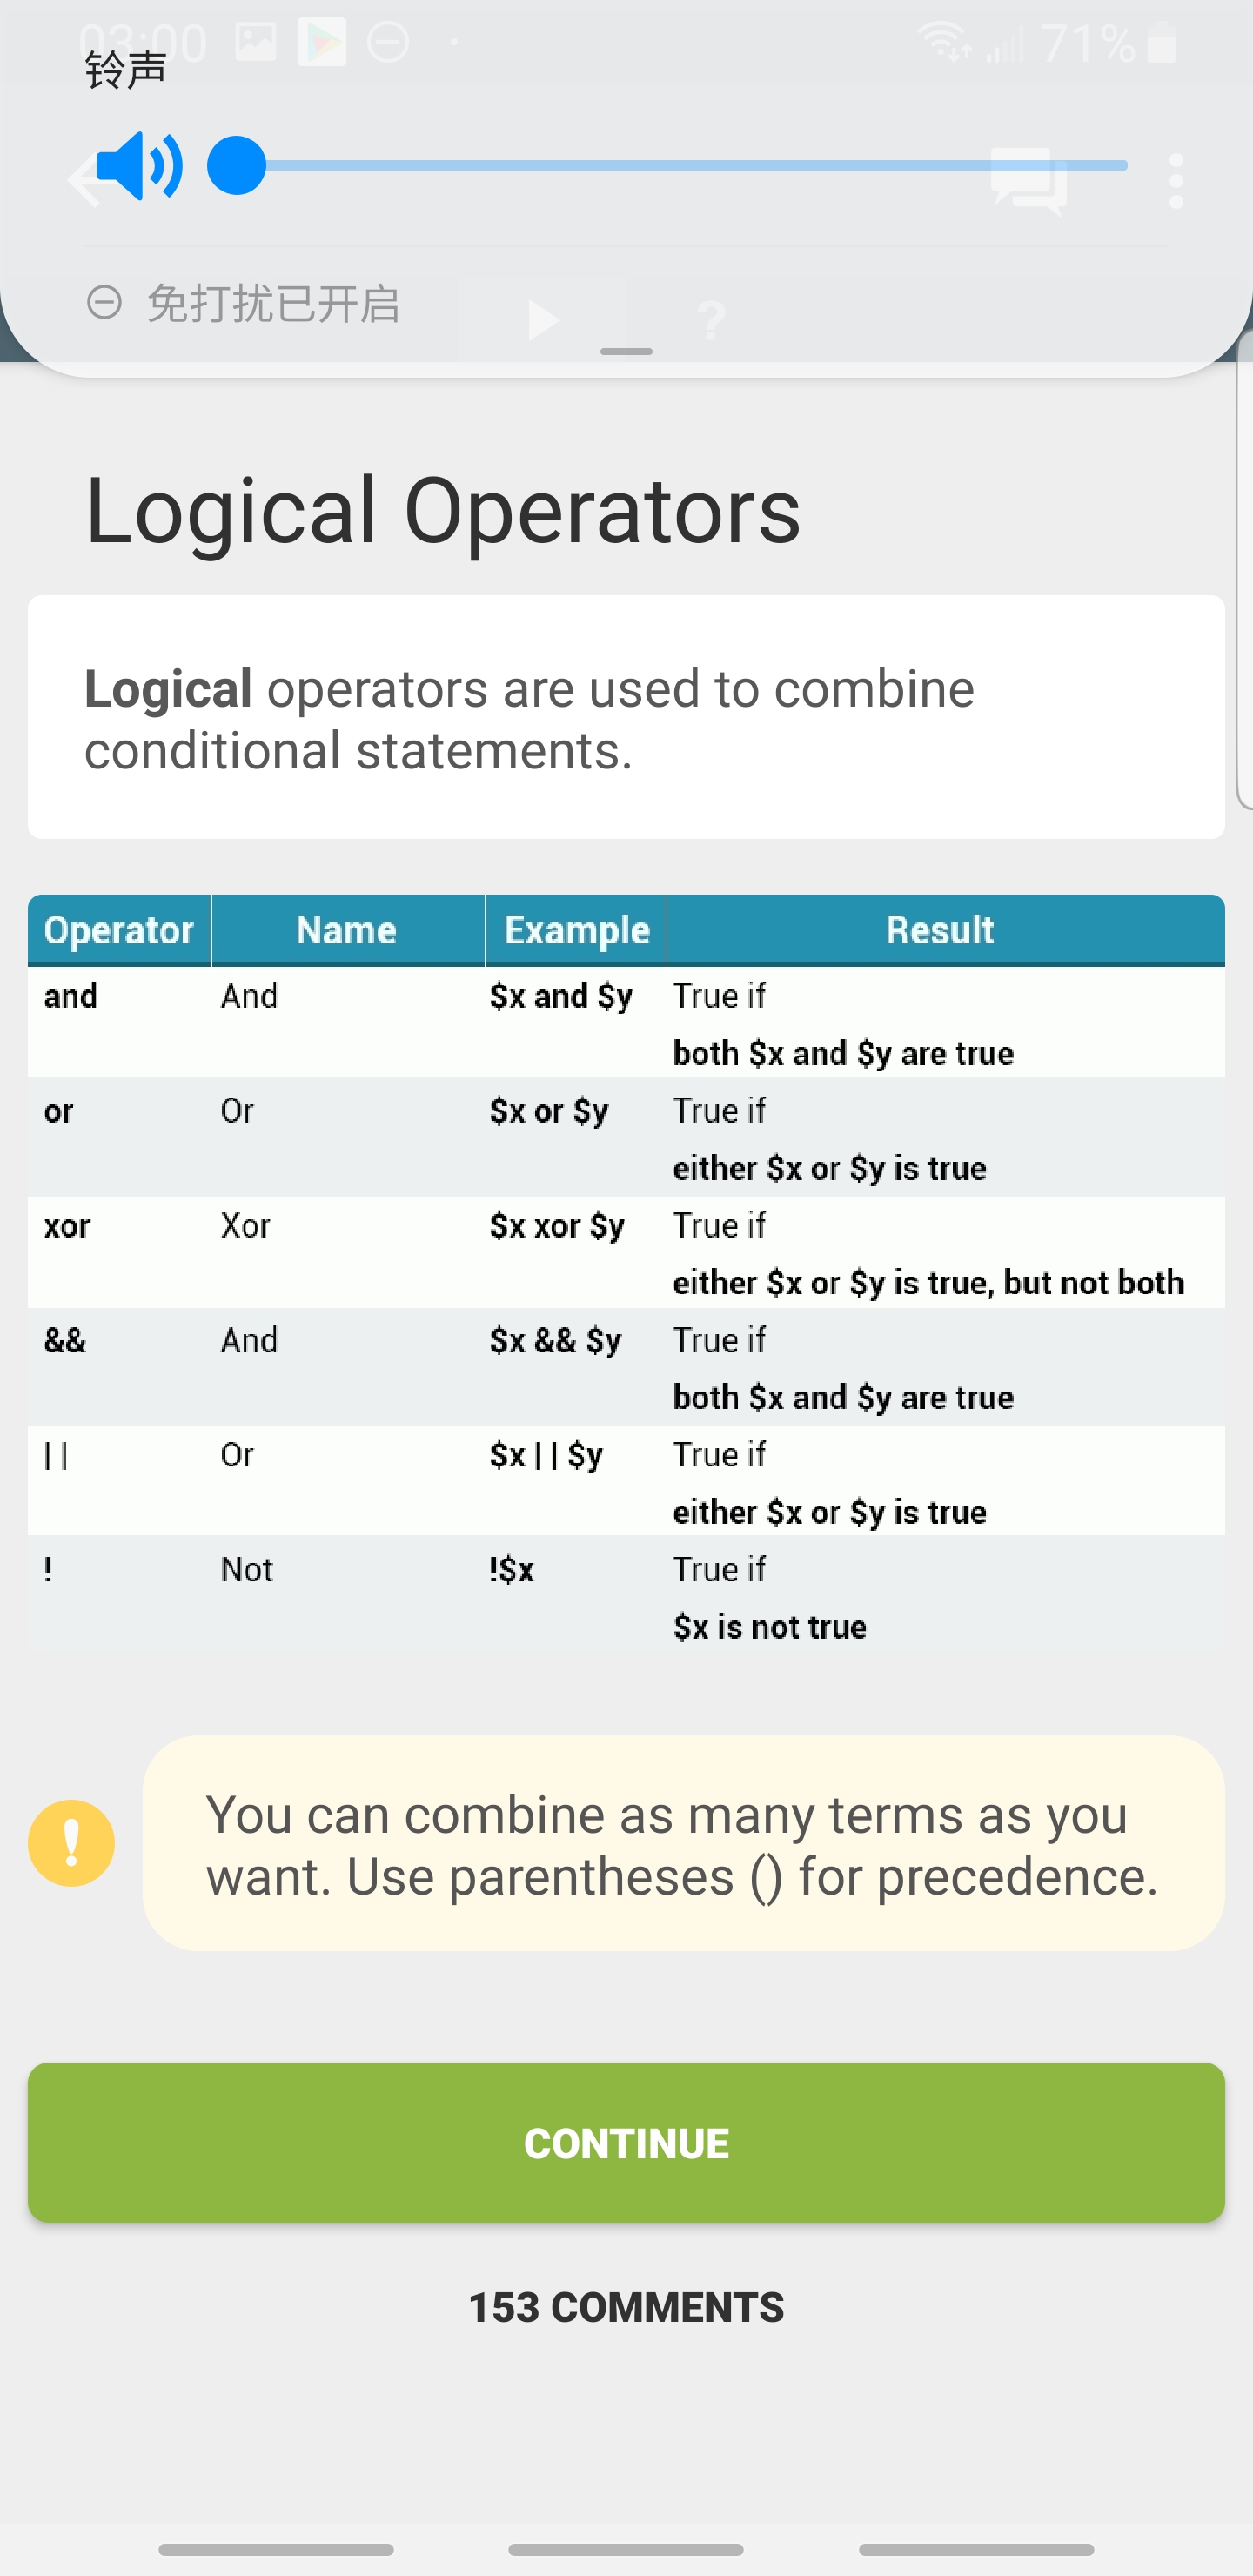 03:00 71%
铃声
免打扰已开启
?
Logical Operators
Logical operators are used to combine
conditional statements.
Operator Name Example Result
and And $x and $y True if
both $x and $y are true
or Or $x or $y True if
either $x or $y is true
xor Xor $x xor $y True if
either $x or $y is true, but not both
&& And $x && $y True if
both $x and $y are true
|| Or $x || $y True if
either $x or $y is true
! Not !$x True if
$x is not true
You can combine as many terms as you
want. Use parentheses () for precedence.
CONTINUE
153 COMMENTS